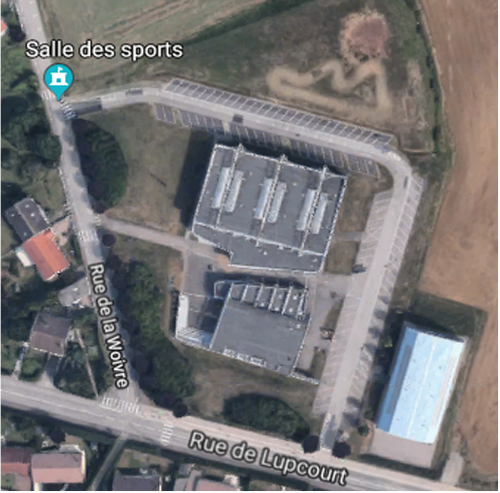 Salle des sports
Rue de la Woivre
Rue de Lupcourt